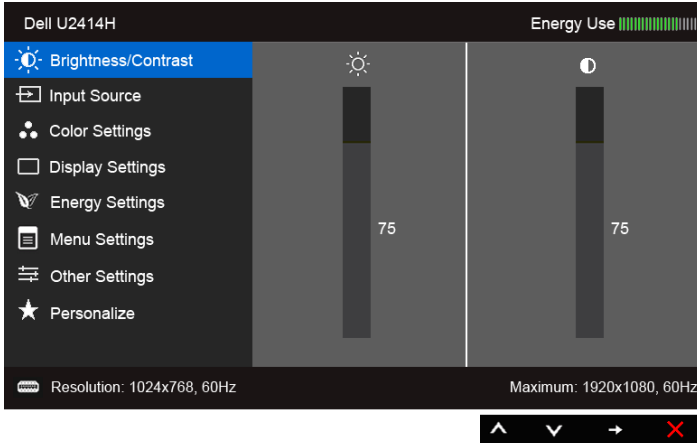 Dell U2414H Energy Use
Brightness/Contrast
Input Source
Color Settings
Display Settings
Energy Settings
Menu Settings
Other Settings
Personalize
75 75
Resolution: 1024x768, 60Hz Maximum: 1920x1080, 60Hz